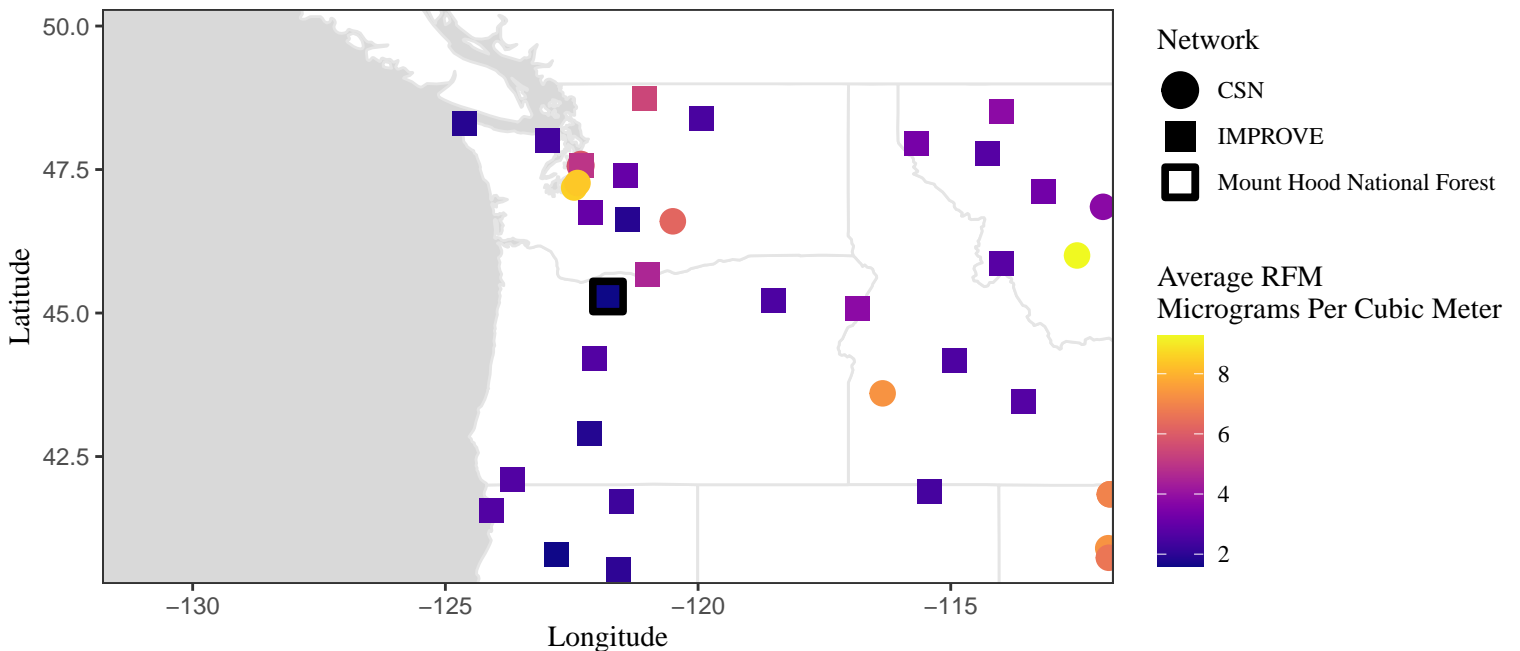 50.0
47.5
45.0
42.5
Latitude
−130
−125
−120
−115
Longitude
Network
CSN
IMPROVE
Mount Hood National Forest
Average RFM
Micrograms Per Cubic Meter
8
6
4
2